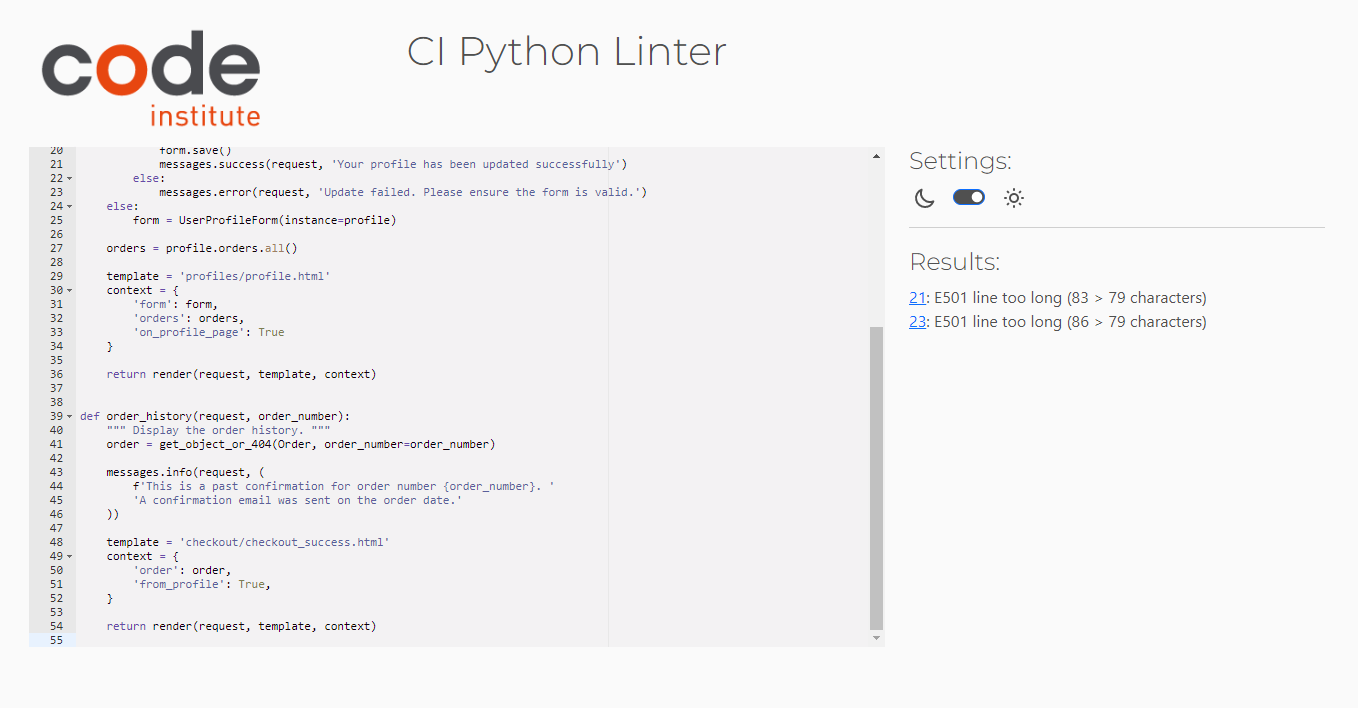 code
institute
CI Python Linter
20 form.save()
21 messages.success(request, 'Your profile has been updated successfully')
22 else:
23 messages.error(request, 'Update failed. Please ensure the form is valid.')
24 else:
25 form = UserProfileForm(instance=profile)
26
27 orders = profile.orders.all()
28
29 template = 'profiles/profile.html'
30 context = {
31 'form': form,
32 'orders': orders,
33 'on_profile_page': True
34 }
35
36 return render(request, template, context)
37
38
39 def order_history(request, order_number):
40 """ Display the order history. """
41 order = get_object_or_404(Order, order_number=order_number)
42
43 messages.info(request, (
44 f'This is a past confirmation for order number {order_number}. '
45 'A confirmation email was sent on the order date.'
46 ))
47
48 template = 'checkout/checkout_success.html'
49 context = {
50 'order': order,
51 'from_profile': True,
52 }
53
54 return render(request, template, context)
55
Settings:
Results:
21: E501 line too long (83 > 79 characters)
23: E501 line too long (86 > 79 characters)